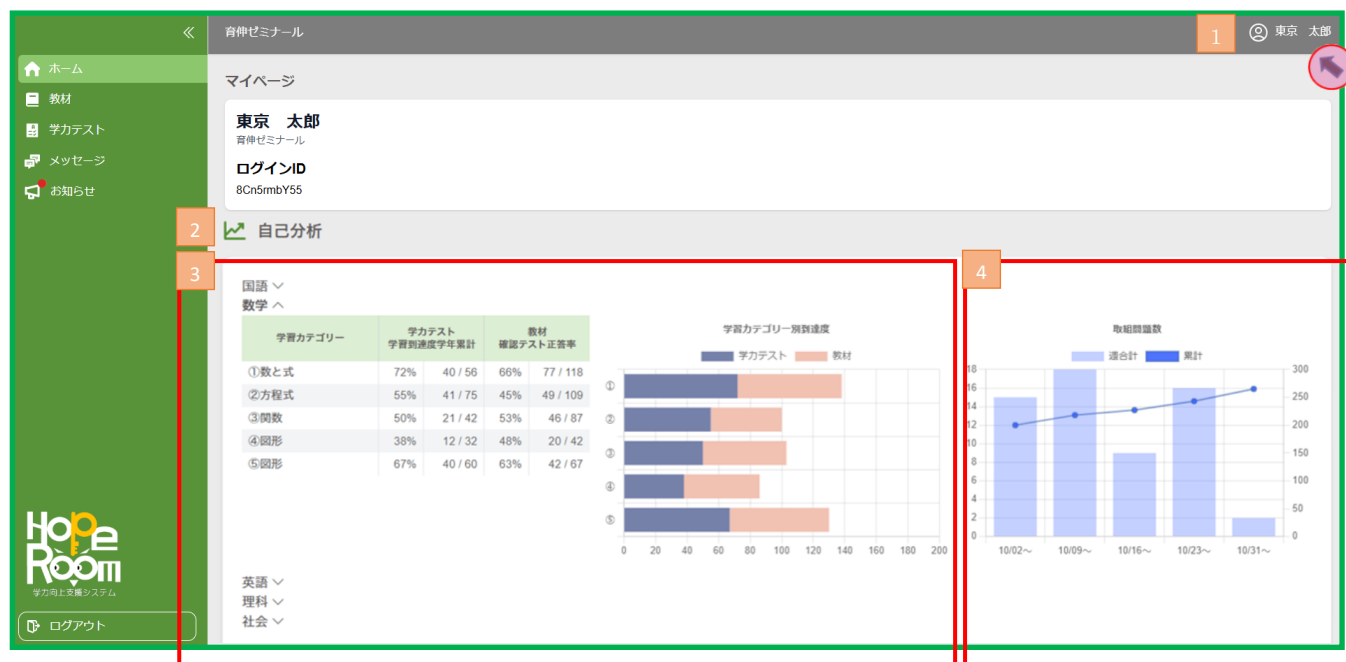 育伸ゼミナール
1
東京 太郎
ホーム
教材
学力テスト
メッセージ
お知らせ
マイページ
東京 太郎
育伸ゼミナール
ログインID
8Cn5rmbY55
2
自己分析
3
国語
数学
学習カテゴリー 学力テスト 教材
学習到達度学年累計 確認テスト正答率
①数と式 72% 40 / 56 66% 77 / 118
②方程式 55% 41 / 75 45% 49 / 109
③関数 50% 21 / 42 53% 46 / 87
④図形 38% 12 / 32 48% 20 / 42
⑤図形 67% 40 / 60 63% 42 / 67
学習カテゴリー別到達度
学力テスト 教材
①
②
③
④
⑤
0 20 40 60 80 100 120 140 160 180 200
英語
理科
社会
4
取組問題数
週合計 累計
18 300
16 250
14 200
12 150
10 100
8 50
6 0
4
2
0
10/02～ 10/09～ 10/16～ 10/23～ 10/31～
Hope
Room
学力向上支援システム
ログアウト